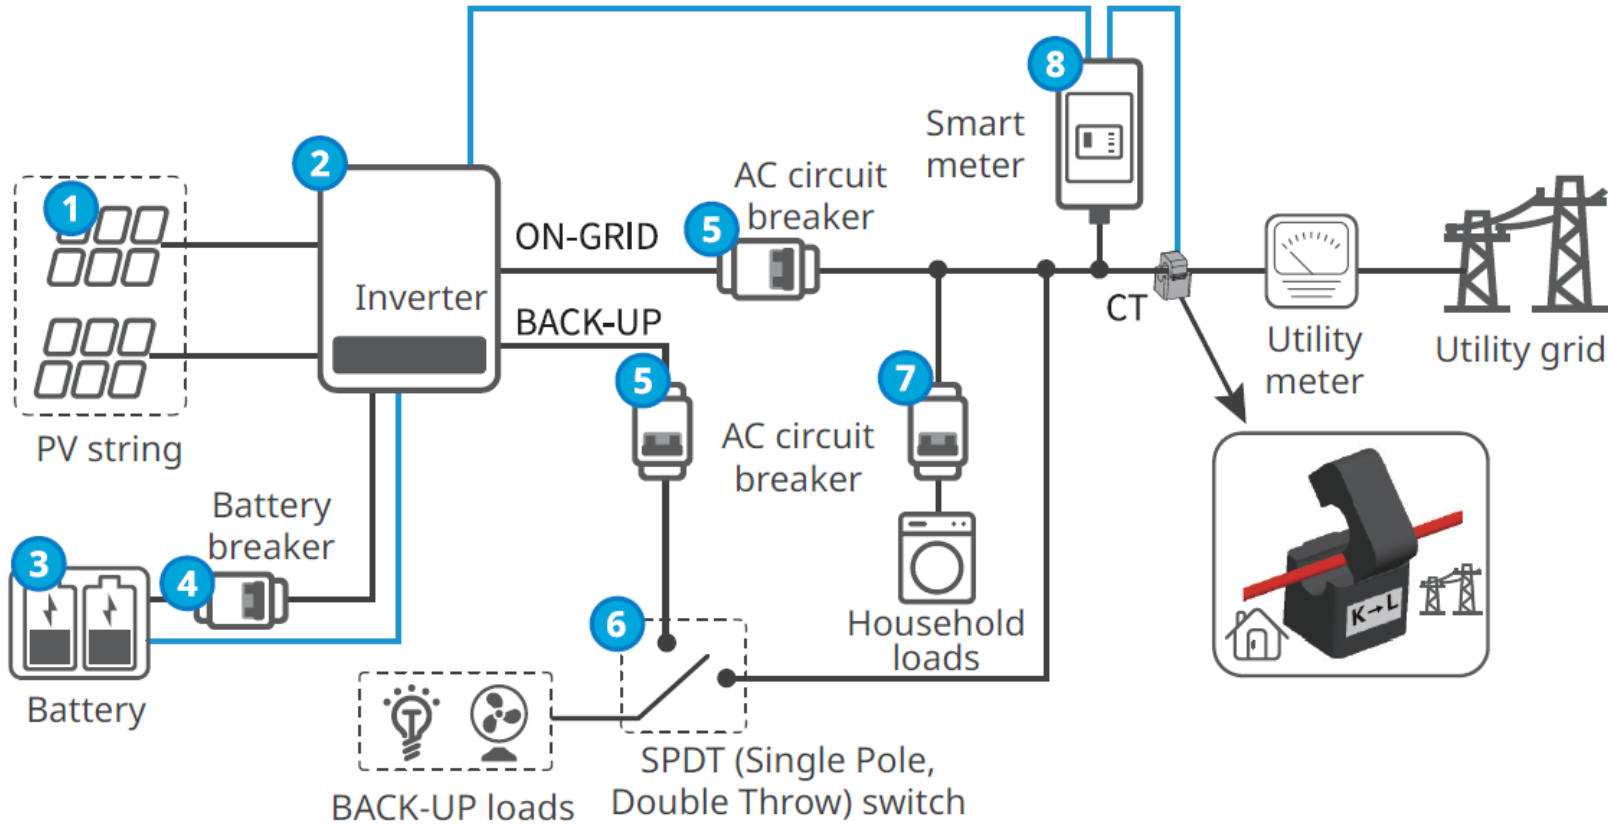 8
Smart
meter
2
AC circuit
breaker
1
5
ON-GRID
Inverter
BACK-UP
CT
Utility
meter
Utility grid
PV string
5
7
AC circuit
breaker
Battery
breaker
3
4
K→L
6
Household
loads
Battery
SPDT (Single Pole,
Double Throw) switch
BACK-UP loads